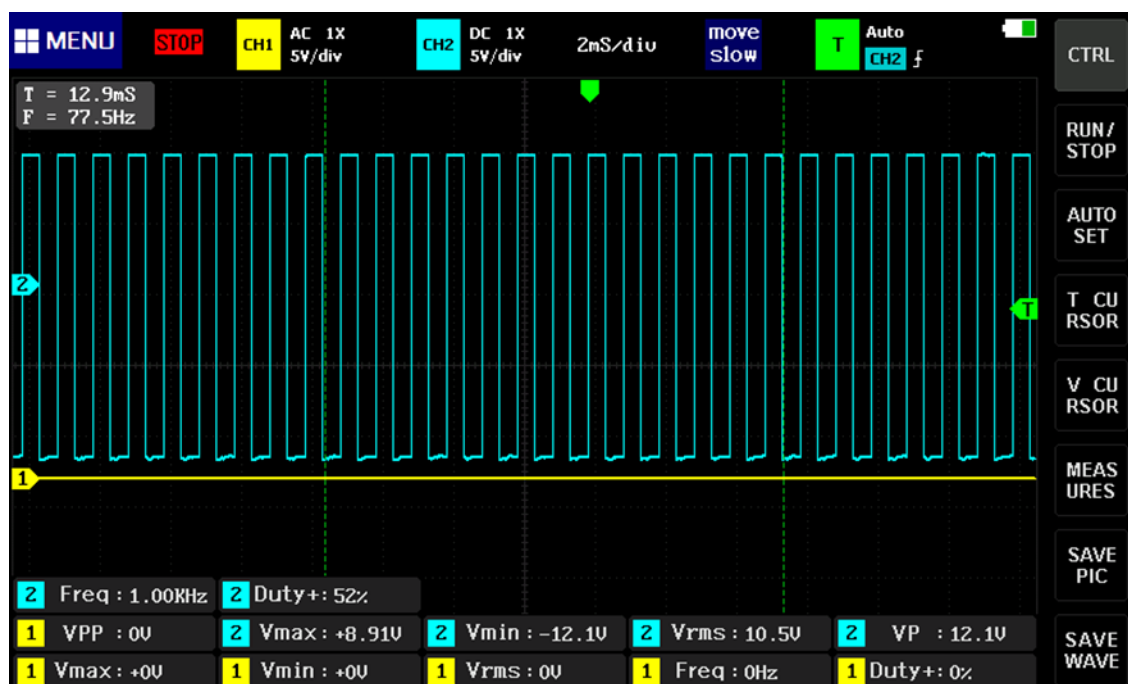 MENU STOP CH1 AC 1X 5V/div CH2 DC 1X 5V/div 2mS/div move slow T Auto CH2
CTRL
T = 12.9mS
F = 77.5Hz
RUN/
STOP
AUTO
SET
2
T CU
RSOR
T
V CU
RSOR
1
MEAS
URES
SAVE
PIC
2 Freq:1.00KHz 2 Duty+:52%
1 VPP :0V 2 Vmax:+8.91V 2 Vmin:-12.1V 2 Vrms:10.5V 2 VP :12.1V
1 Vmax:+0V 1 Vmin:+0V 1 Vrms:0V 1 Freq:0Hz 1 Duty+:0%
SAVE
WAVE